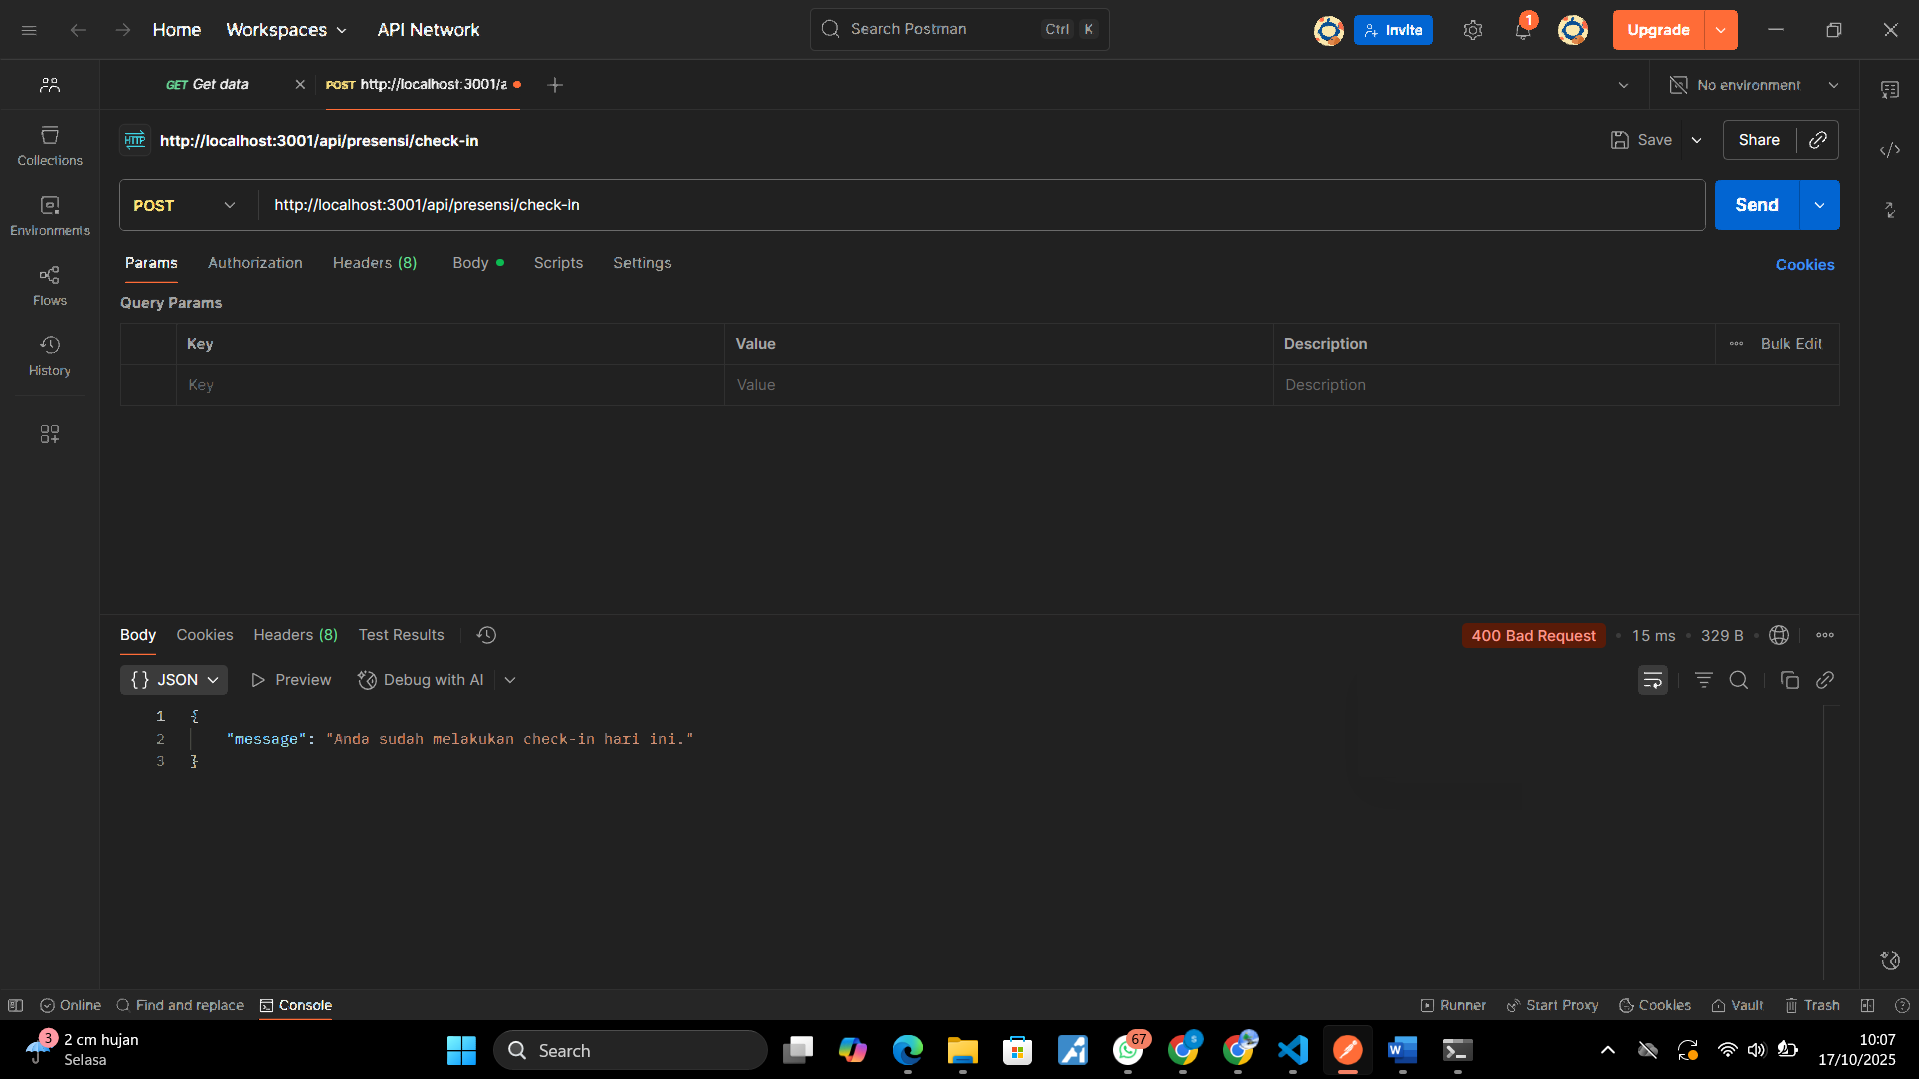 Home Workspaces API Network Search Postman Ctrl K Invite 1 Upgrade
GET Get data POST http://localhost:3001/a No environment
HTTP http://localhost:3001/api/presensi/check-in Save Share
Collections
Environments
Flows
History
POST http://localhost:3001/api/presensi/check-in Send
Params Authorization Headers (8) Body Scripts Settings Cookies
Query Params
Key Value Description Bulk Edit
Key Value Description
Body Cookies Headers (8) Test Results 400 Bad Request 15 ms 329 B
{} JSON Preview Debug with AI
1 {
2 "message": "Anda sudah melakukan check-in hari ini."
3 }
Online Find and replace Console Runner Start Proxy Cookies Vault Trash
3 2 cm hujan
Selasa
Search
67
10:07
17/10/2025